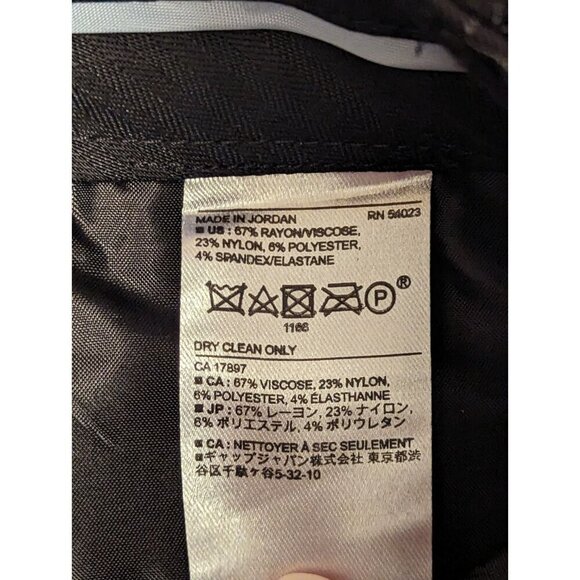 MADE IN JORDAN RN 54023
■ US : 67% RAYON/VISCOSE,
23% NYLON, 6% POLYESTER,
4% SPANDEX/ELASTANE
P ®
1168
DRY CLEAN ONLY
CA 17897
■ CA : 67% VISCOSE, 23% NYLON,
6% POLYESTER, 4% ÉLASTHANNE
■ JP : 67% レーヨン, 23% ナイロン,
6% ポリエステル, 4% ポリウレタン
■ CA : NETTOYER À SEC SEULEMENT
■ ギャップジャパン株式会社 東京都渋
谷区千駄ヶ谷5-32-10